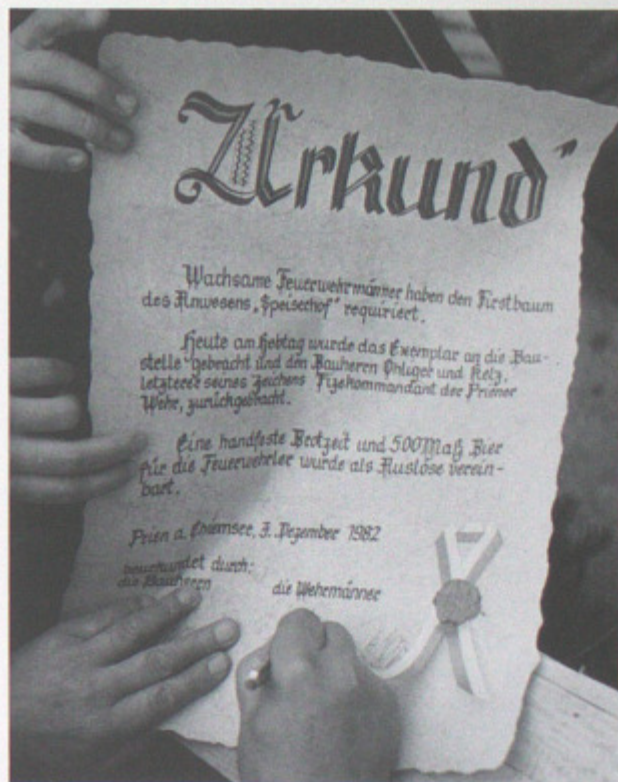 Urkund'
Wachsame Feuerwehrmänner haben den Firstbaum
des Anwesens „Speiserhof" requiriert.
Heute am Hebtag wurde das Exemplar an die Bau-
stelle gebracht und den Bauherren Ohliger und Kelz,
letzterer seines Zeichens Vizekommandant der Priener
Wehr, zurückgebracht.
Eine handfeste Brotzeit und 500 Maß Bier
für die Feuerwehrler wurde als Auslöse verein-
bart.
Prien a. Chiemsee, 3. Dezember 1982
beurkundet durch:
die Bauherren die Wehrmänner